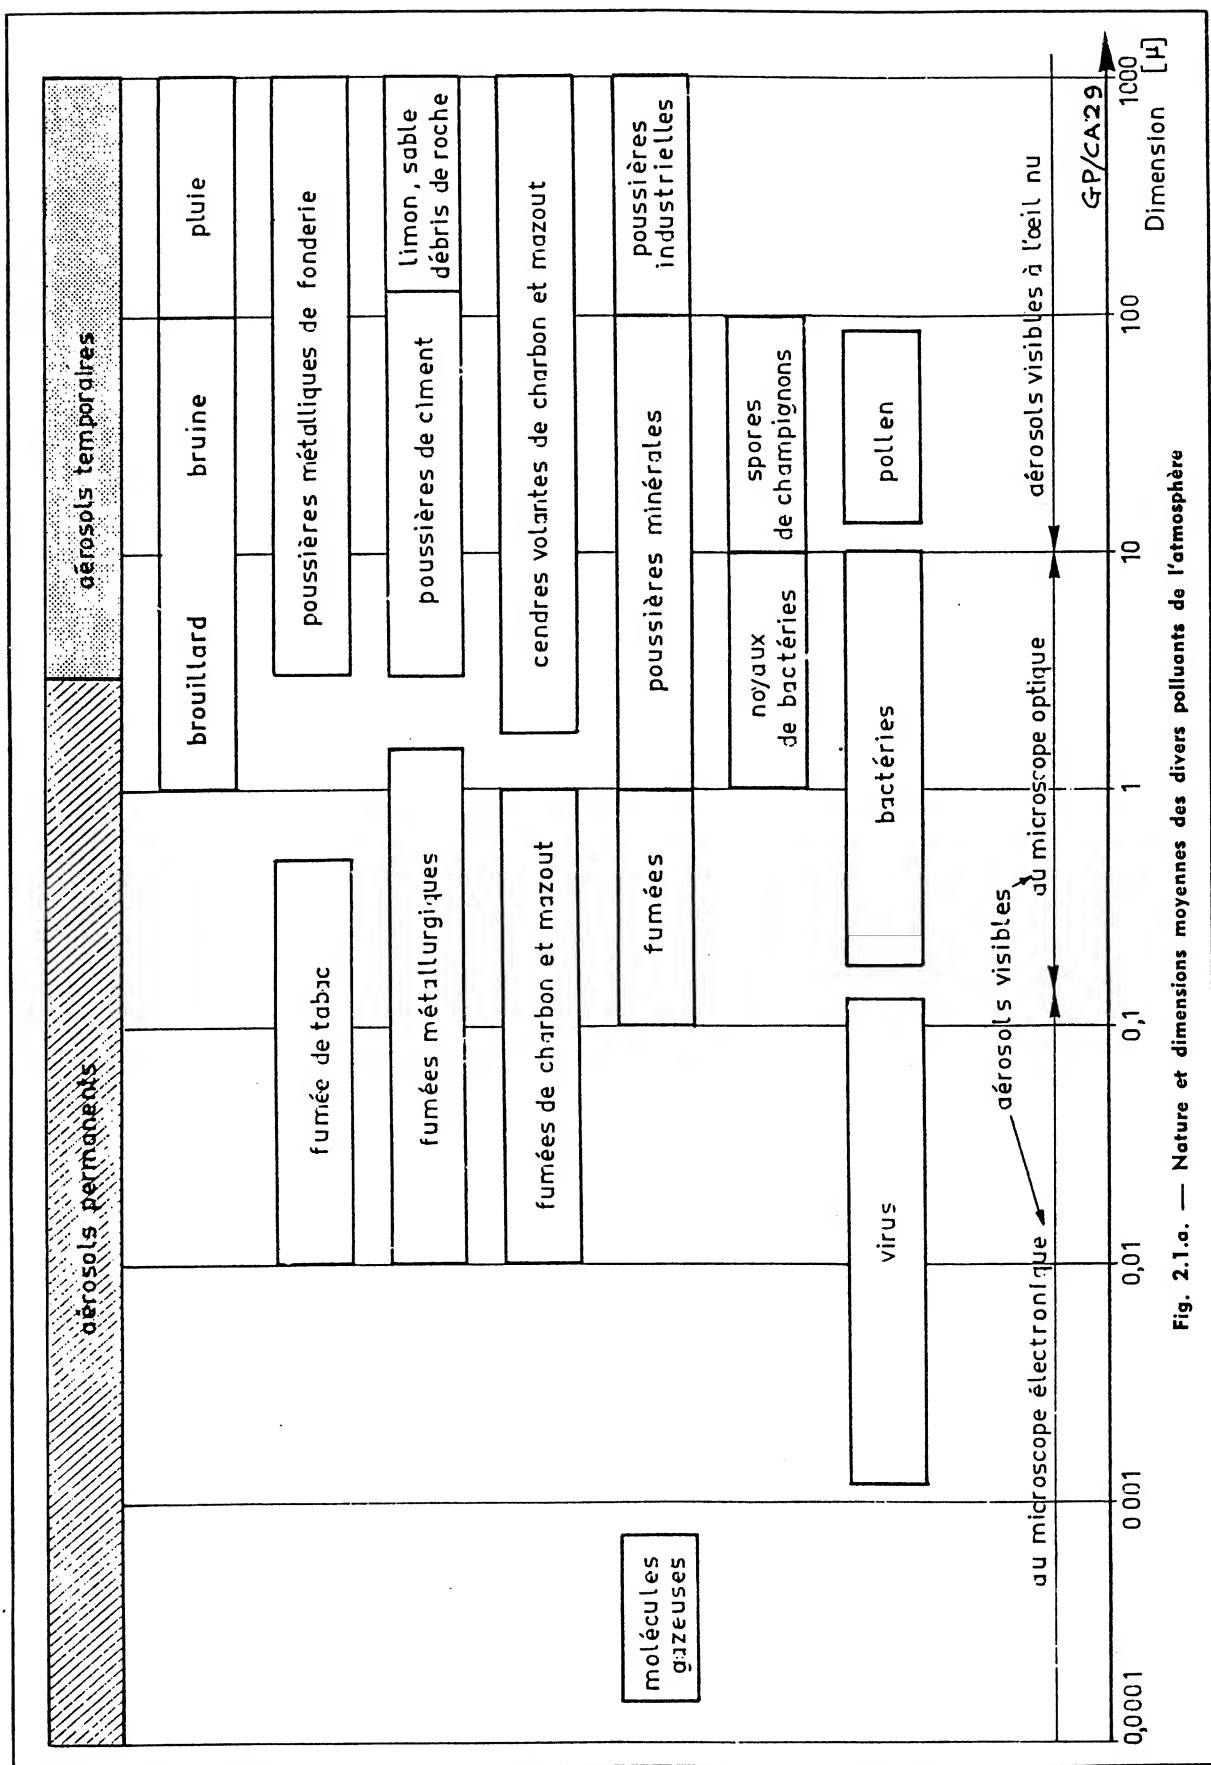 aérosols permanents
aérosols temporaires
brouillard
bruine
pluie
fumée de tabac
poussières métalliques de fonderie
fumées métallurgiques
poussières de ciment
limon, sable
débris de roche
fumées de charbon et mazout
cendres volantes de charbon et mazout
molécules
gazeuses
fumées
poussières minérales
poussières
industrielles
noyaux
de bactéries
spores
de champignons
virus
bactéries
pollen
aérosols visibles
au microscope électronique
au microscope optique
aérosols visibles à l'œil nu
GP/CA29
0,0001
0 001
0,01
0,1
1
10
100
1000
Dimension [µ]
Fig. 2.1.a. — Nature et dimensions moyennes des divers polluants de l'atmosphère